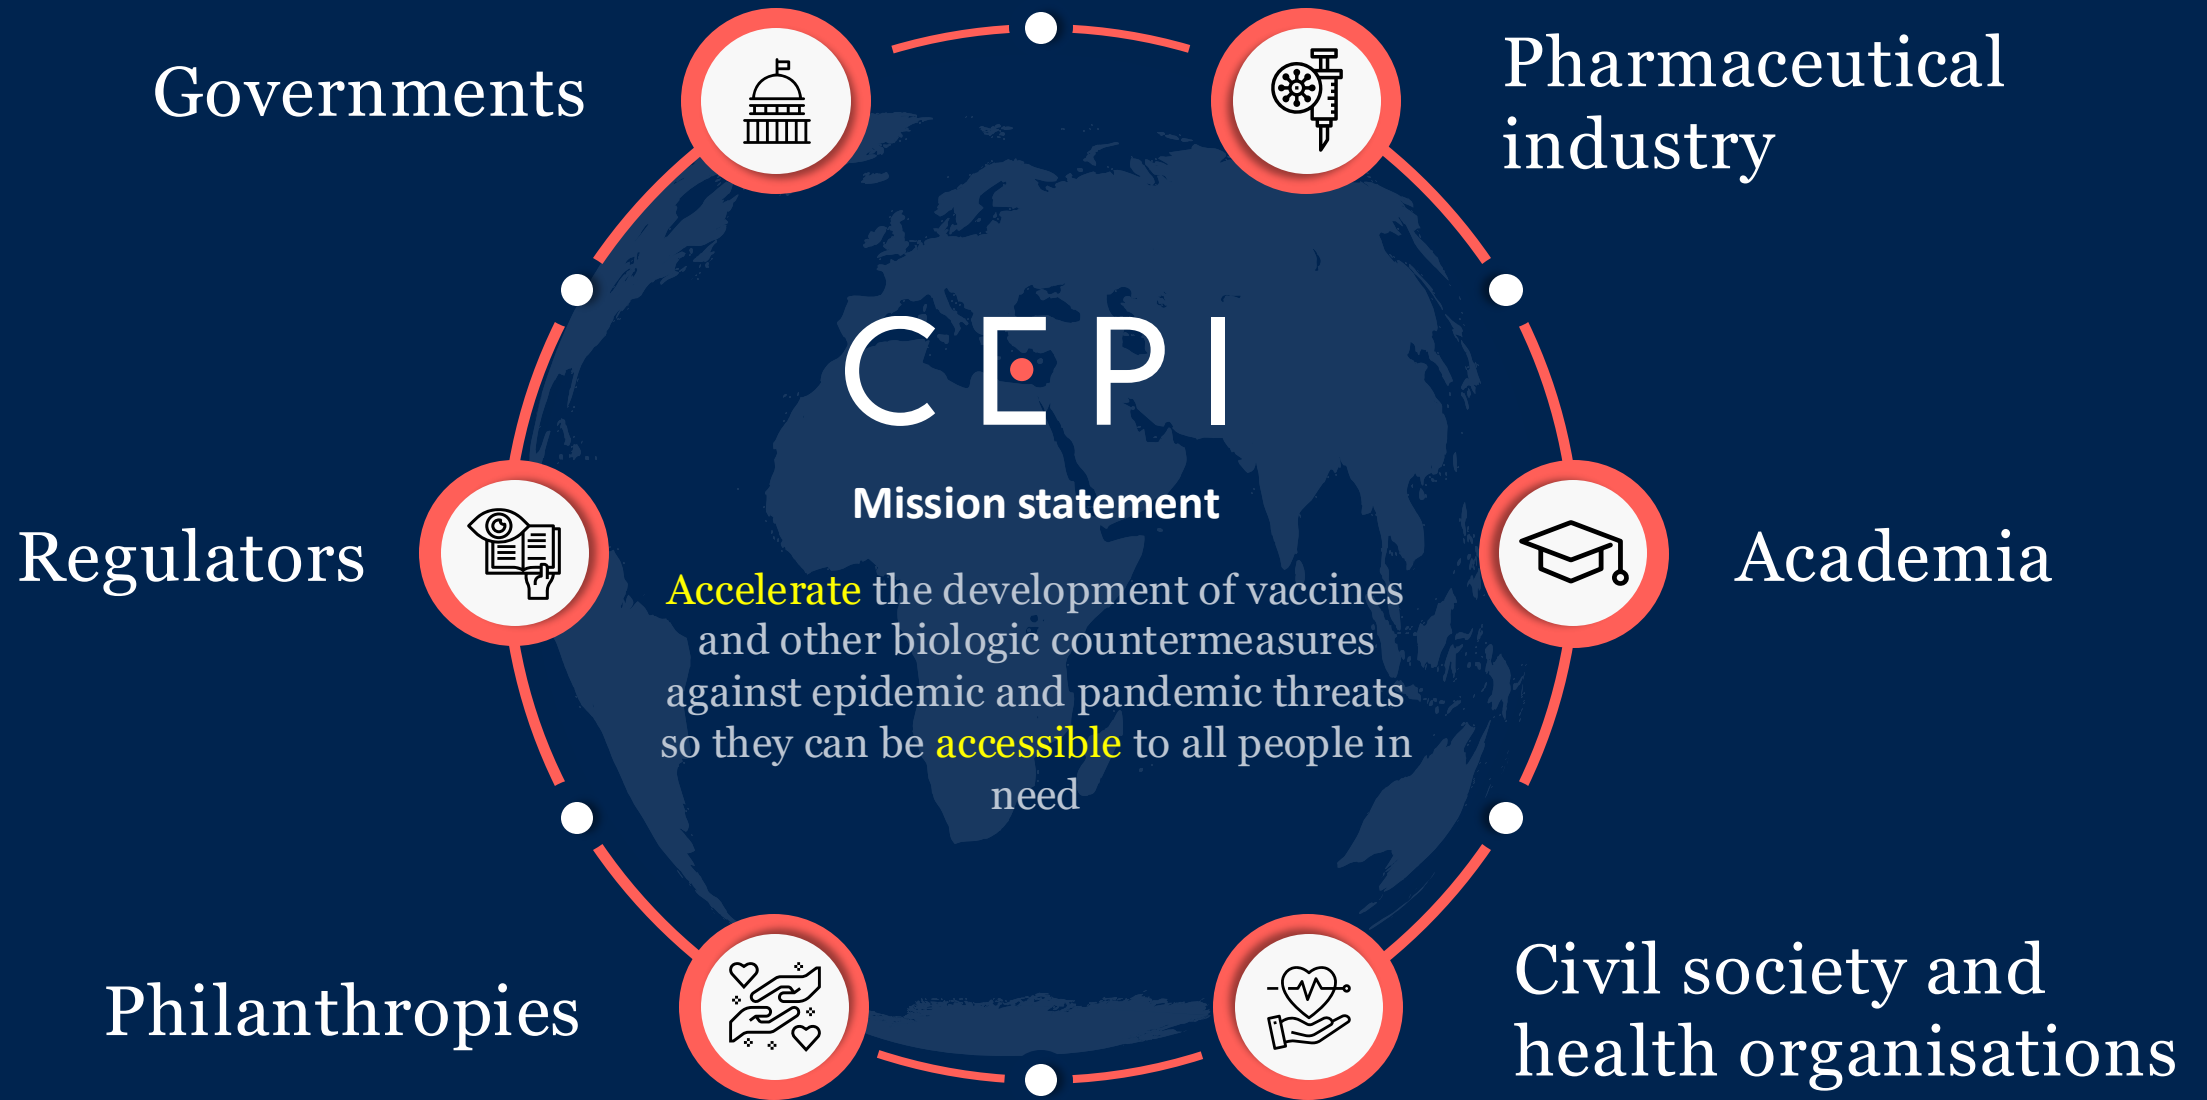 Governments
Pharmaceutical
industry
CEPI
Mission statement
Regulators
Academia
Accelerate the development of vaccines
and other biologic countermeasures
against epidemic and pandemic threats
so they can be accessible to all people in
need
Philanthropies
Civil society and
health organisations